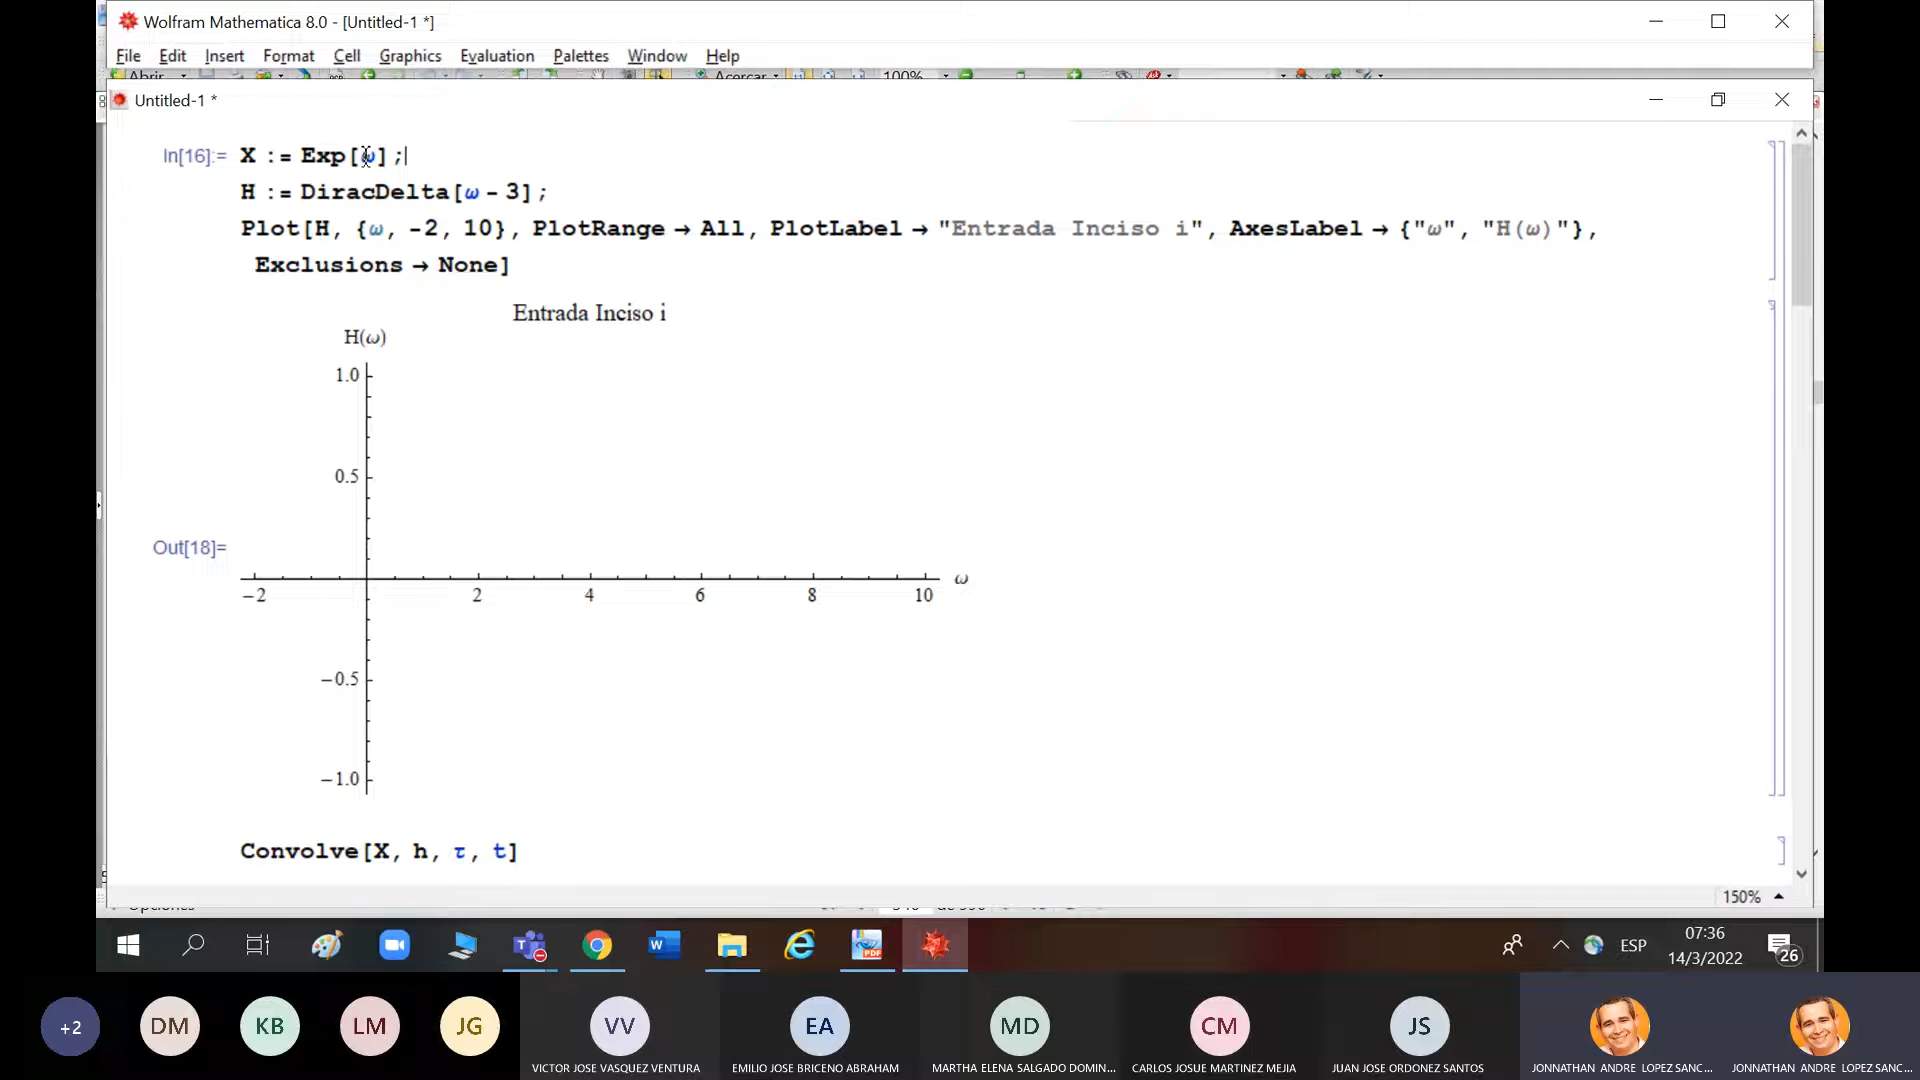 Wolfram Mathematica 8.0 - [Untitled-1 *]
File Edit Insert Format Cell Graphics Evaluation Palettes Window Help
Abrir Acercar 100%
Untitled-1 *
In[16]:= X := Exp[ω];
H := DiracDelta[ω - 3];
Plot[H, {ω, -2, 10}, PlotRange → All, PlotLabel → "Entrada Inciso i", AxesLabel → {"ω", "H(ω)"},
Exclusions → None]
Entrada Inciso i
H(ω)
1.0
0.5
Out[18]=
ω
-2 2 4 6 8 10
-0.5
-1.0
Convolve[X, h, τ, t]
150%
Opciones
ESP
07:36
14/3/2022
26
+2 DM KB LM JG VV EA MD CM JS
VICTOR JOSE VASQUEZ VENTURA EMILIO JOSE BRICENO ABRAHAM MARTHA ELENA SALGADO DOMIN... CARLOS JOSUE MARTINEZ MEJIA JUAN JOSE ORDONEZ SANTOS JONNATHAN ANDRE LOPEZ SANC... JONNATHAN ANDRE LOPEZ SANC...